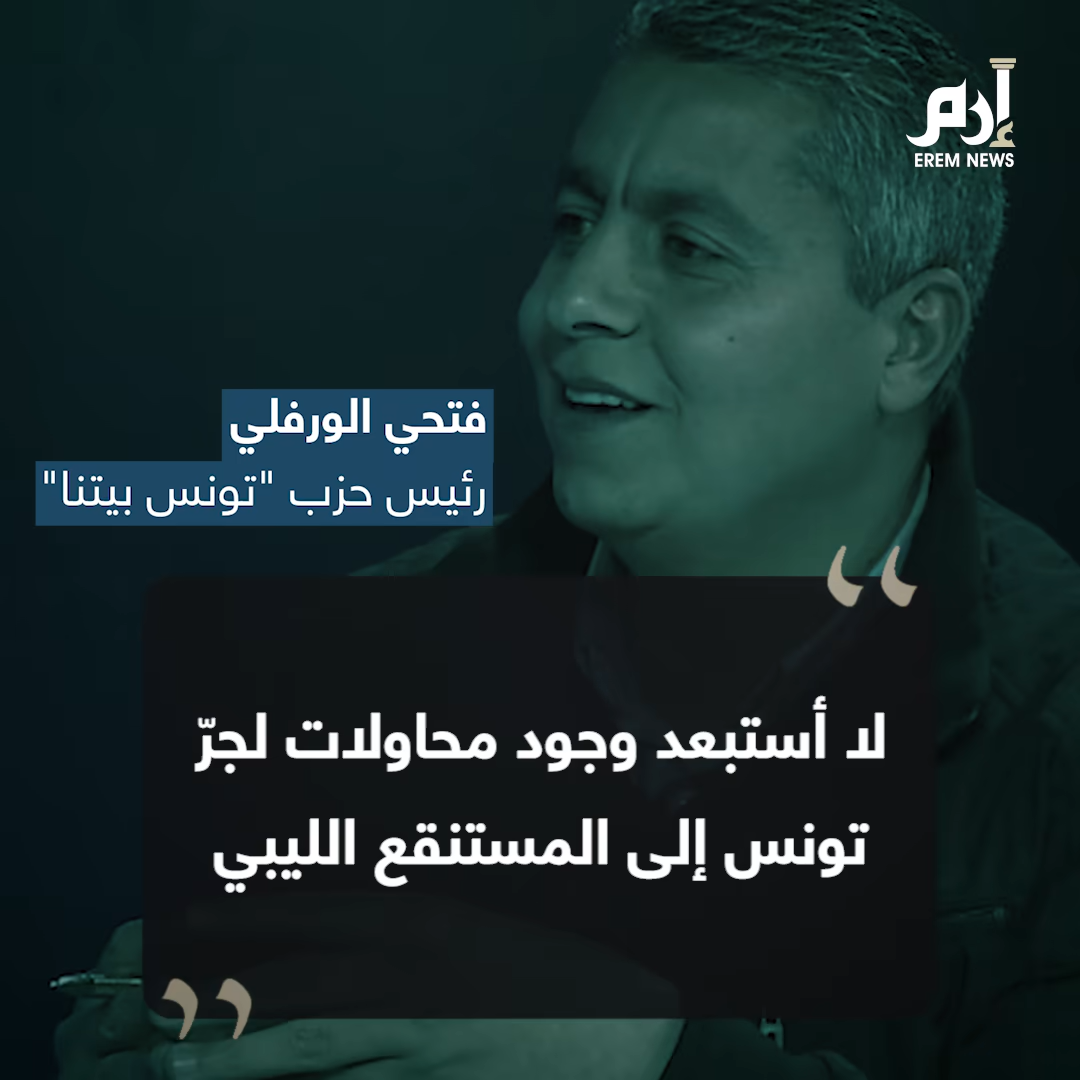 إرم
EREM NEWS
فتحي الورفلي
رئيس حزب "تونس بيتنا"
لا أستبعد وجود محاولات لجرّ
تونس إلى المستنقع الليبي